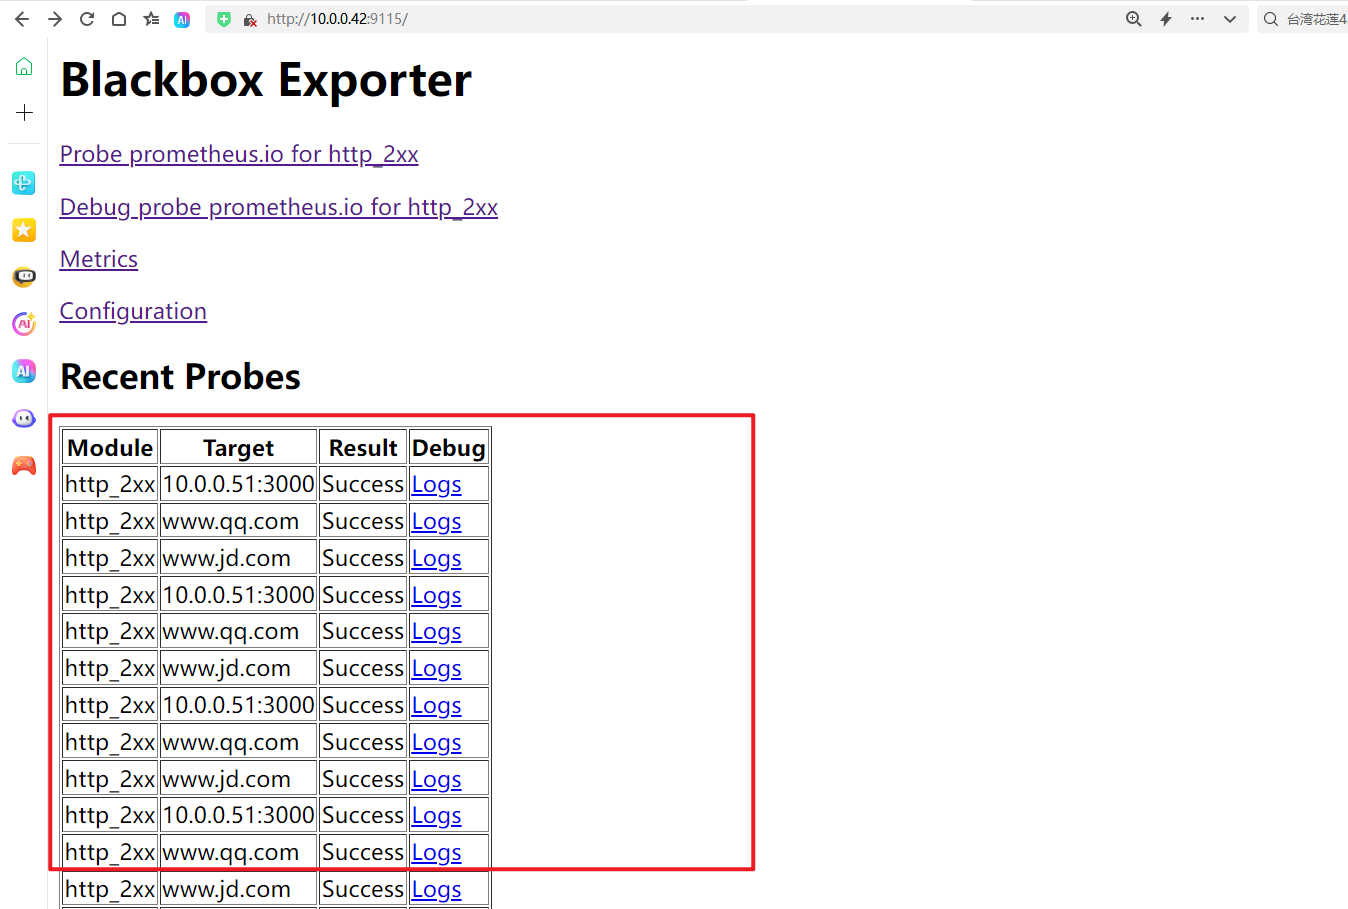 http://10.0.0.42:9115/
台湾花莲4
Blackbox Exporter
Probe prometheus.io for http_2xx
Debug probe prometheus.io for http_2xx
Metrics
Configuration
Recent Probes
Module Target Result Debug
http_2xx 10.0.0.51:3000 Success Logs
http_2xx www.qq.com Success Logs
http_2xx www.jd.com Success Logs
http_2xx 10.0.0.51:3000 Success Logs
http_2xx www.qq.com Success Logs
http_2xx www.jd.com Success Logs
http_2xx 10.0.0.51:3000 Success Logs
http_2xx www.qq.com Success Logs
http_2xx www.jd.com Success Logs
http_2xx 10.0.0.51:3000 Success Logs
http_2xx www.qq.com Success Logs
http_2xx www.jd.com Success Logs
AI
AI
AI